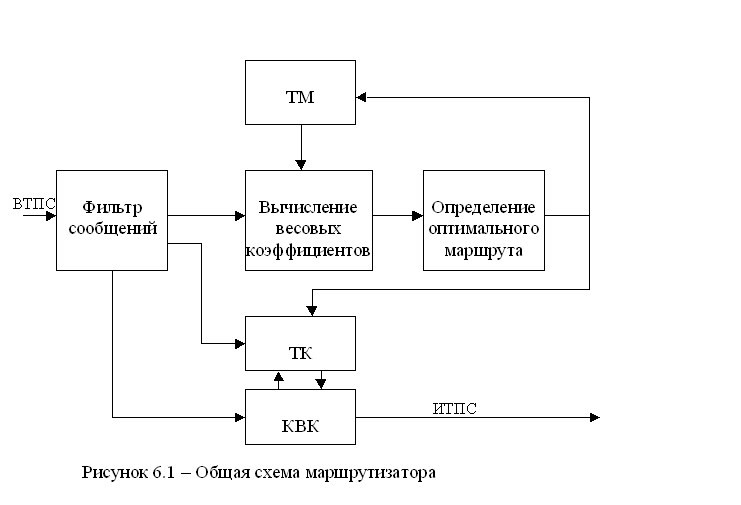 ТМ
ВТПС
Фильтр
сообщений
Вычисление
весовых
коэффициентов
Определение
оптимального
маршрута
ТК
КВК
ИТПС
Рисунок 6.1 – Общая схема маршрутизатора